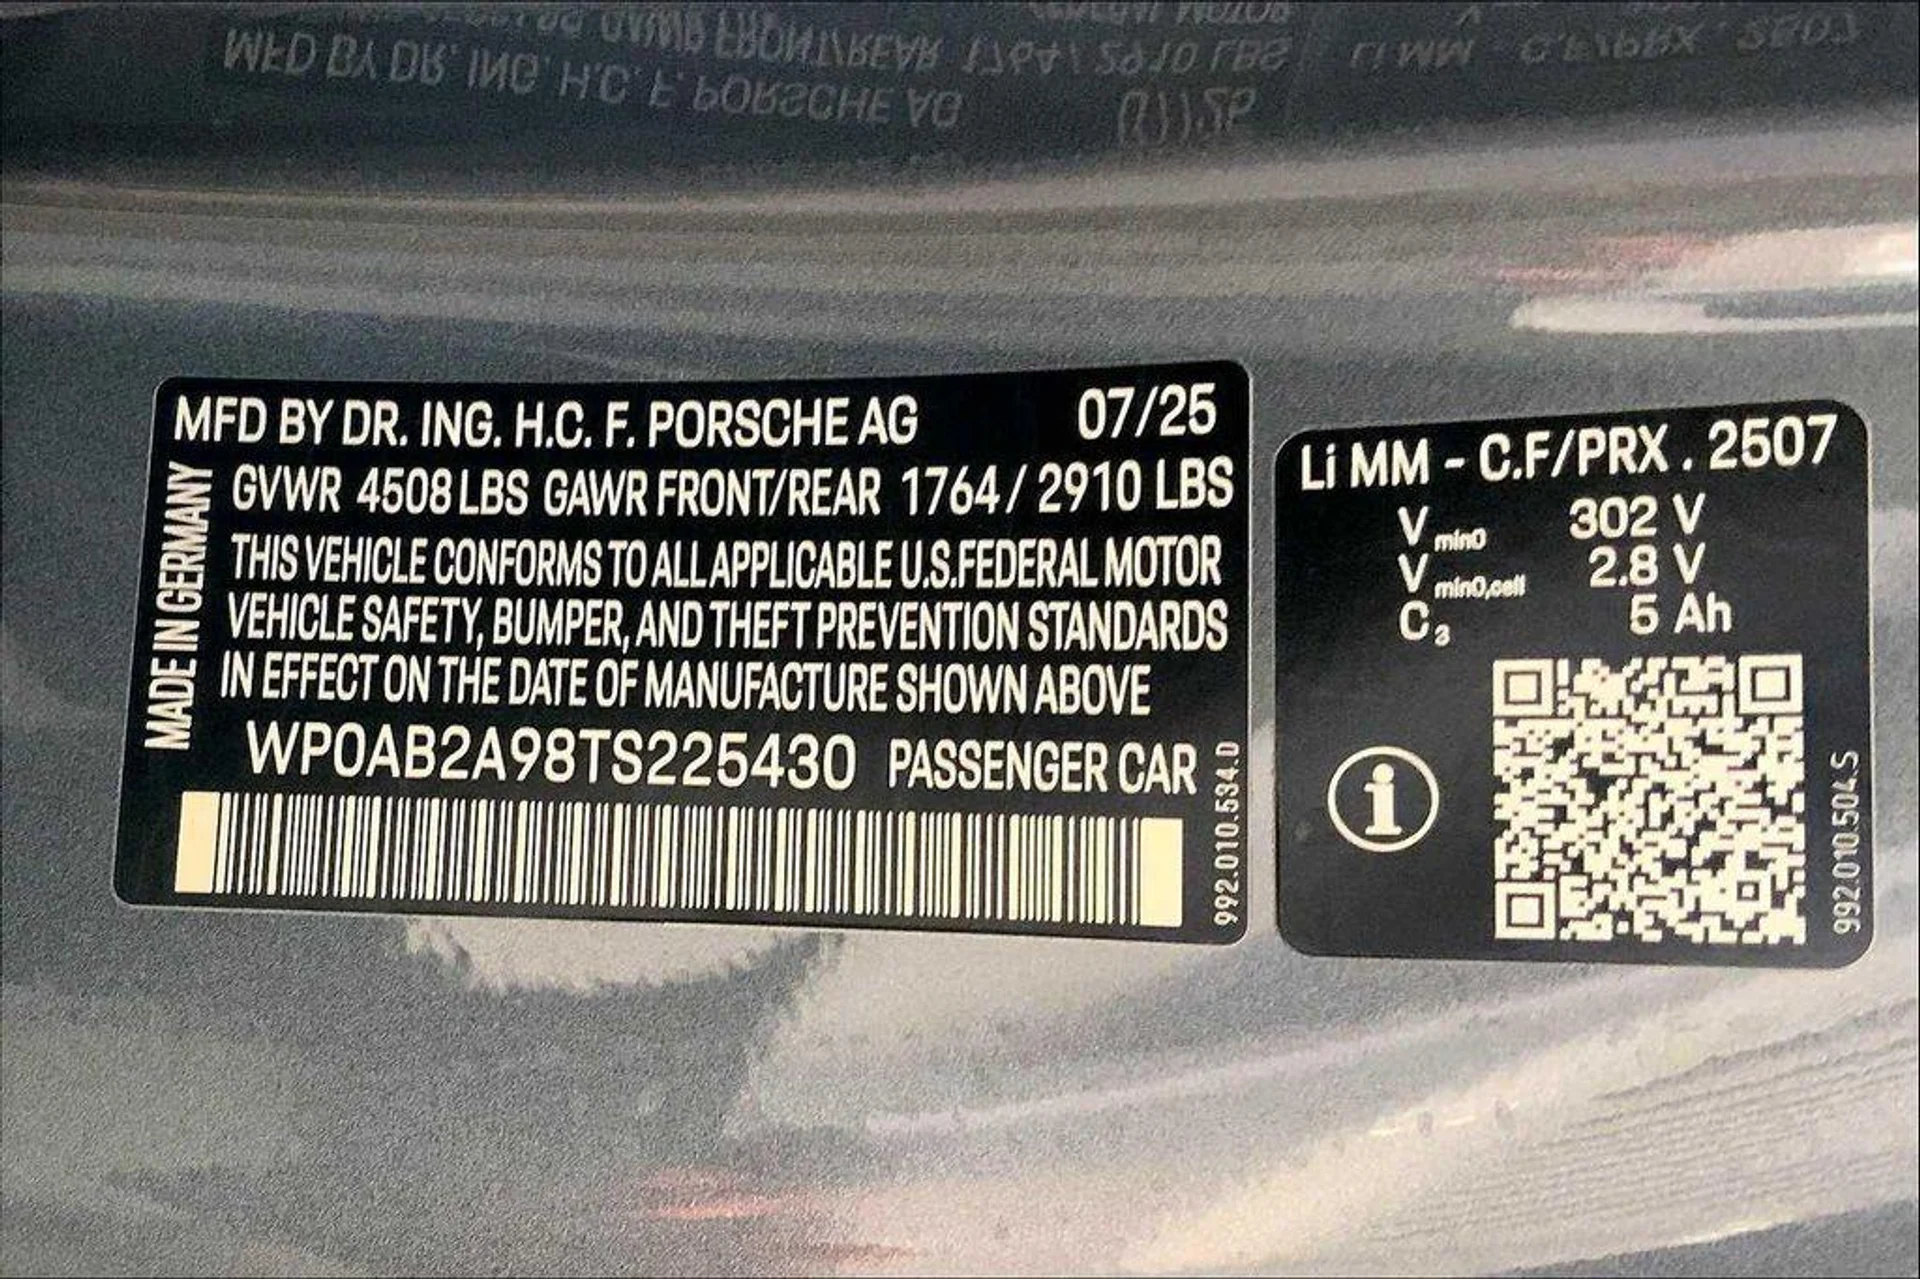 MFD BY DR. ING. H.C. F. PORSCHE AG 07/25
GVWR 4508 LBS GAWR FRONT/REAR 1764 / 2910 LBS
THIS VEHICLE CONFORMS TO ALL APPLICABLE U.S.FEDERAL MOTOR
VEHICLE SAFETY, BUMPER, AND THEFT PREVENTION STANDARDS
IN EFFECT ON THE DATE OF MANUFACTURE SHOWN ABOVE
WP0AB2A98TS225430 PASSENGER CAR
MADE IN GERMANY
992.010.534.D
Li MM - C.F/PRX . 2507
V min0 302 V
V min0,cell 2.8 V
C3 5 Ah
i
992.010.504.S